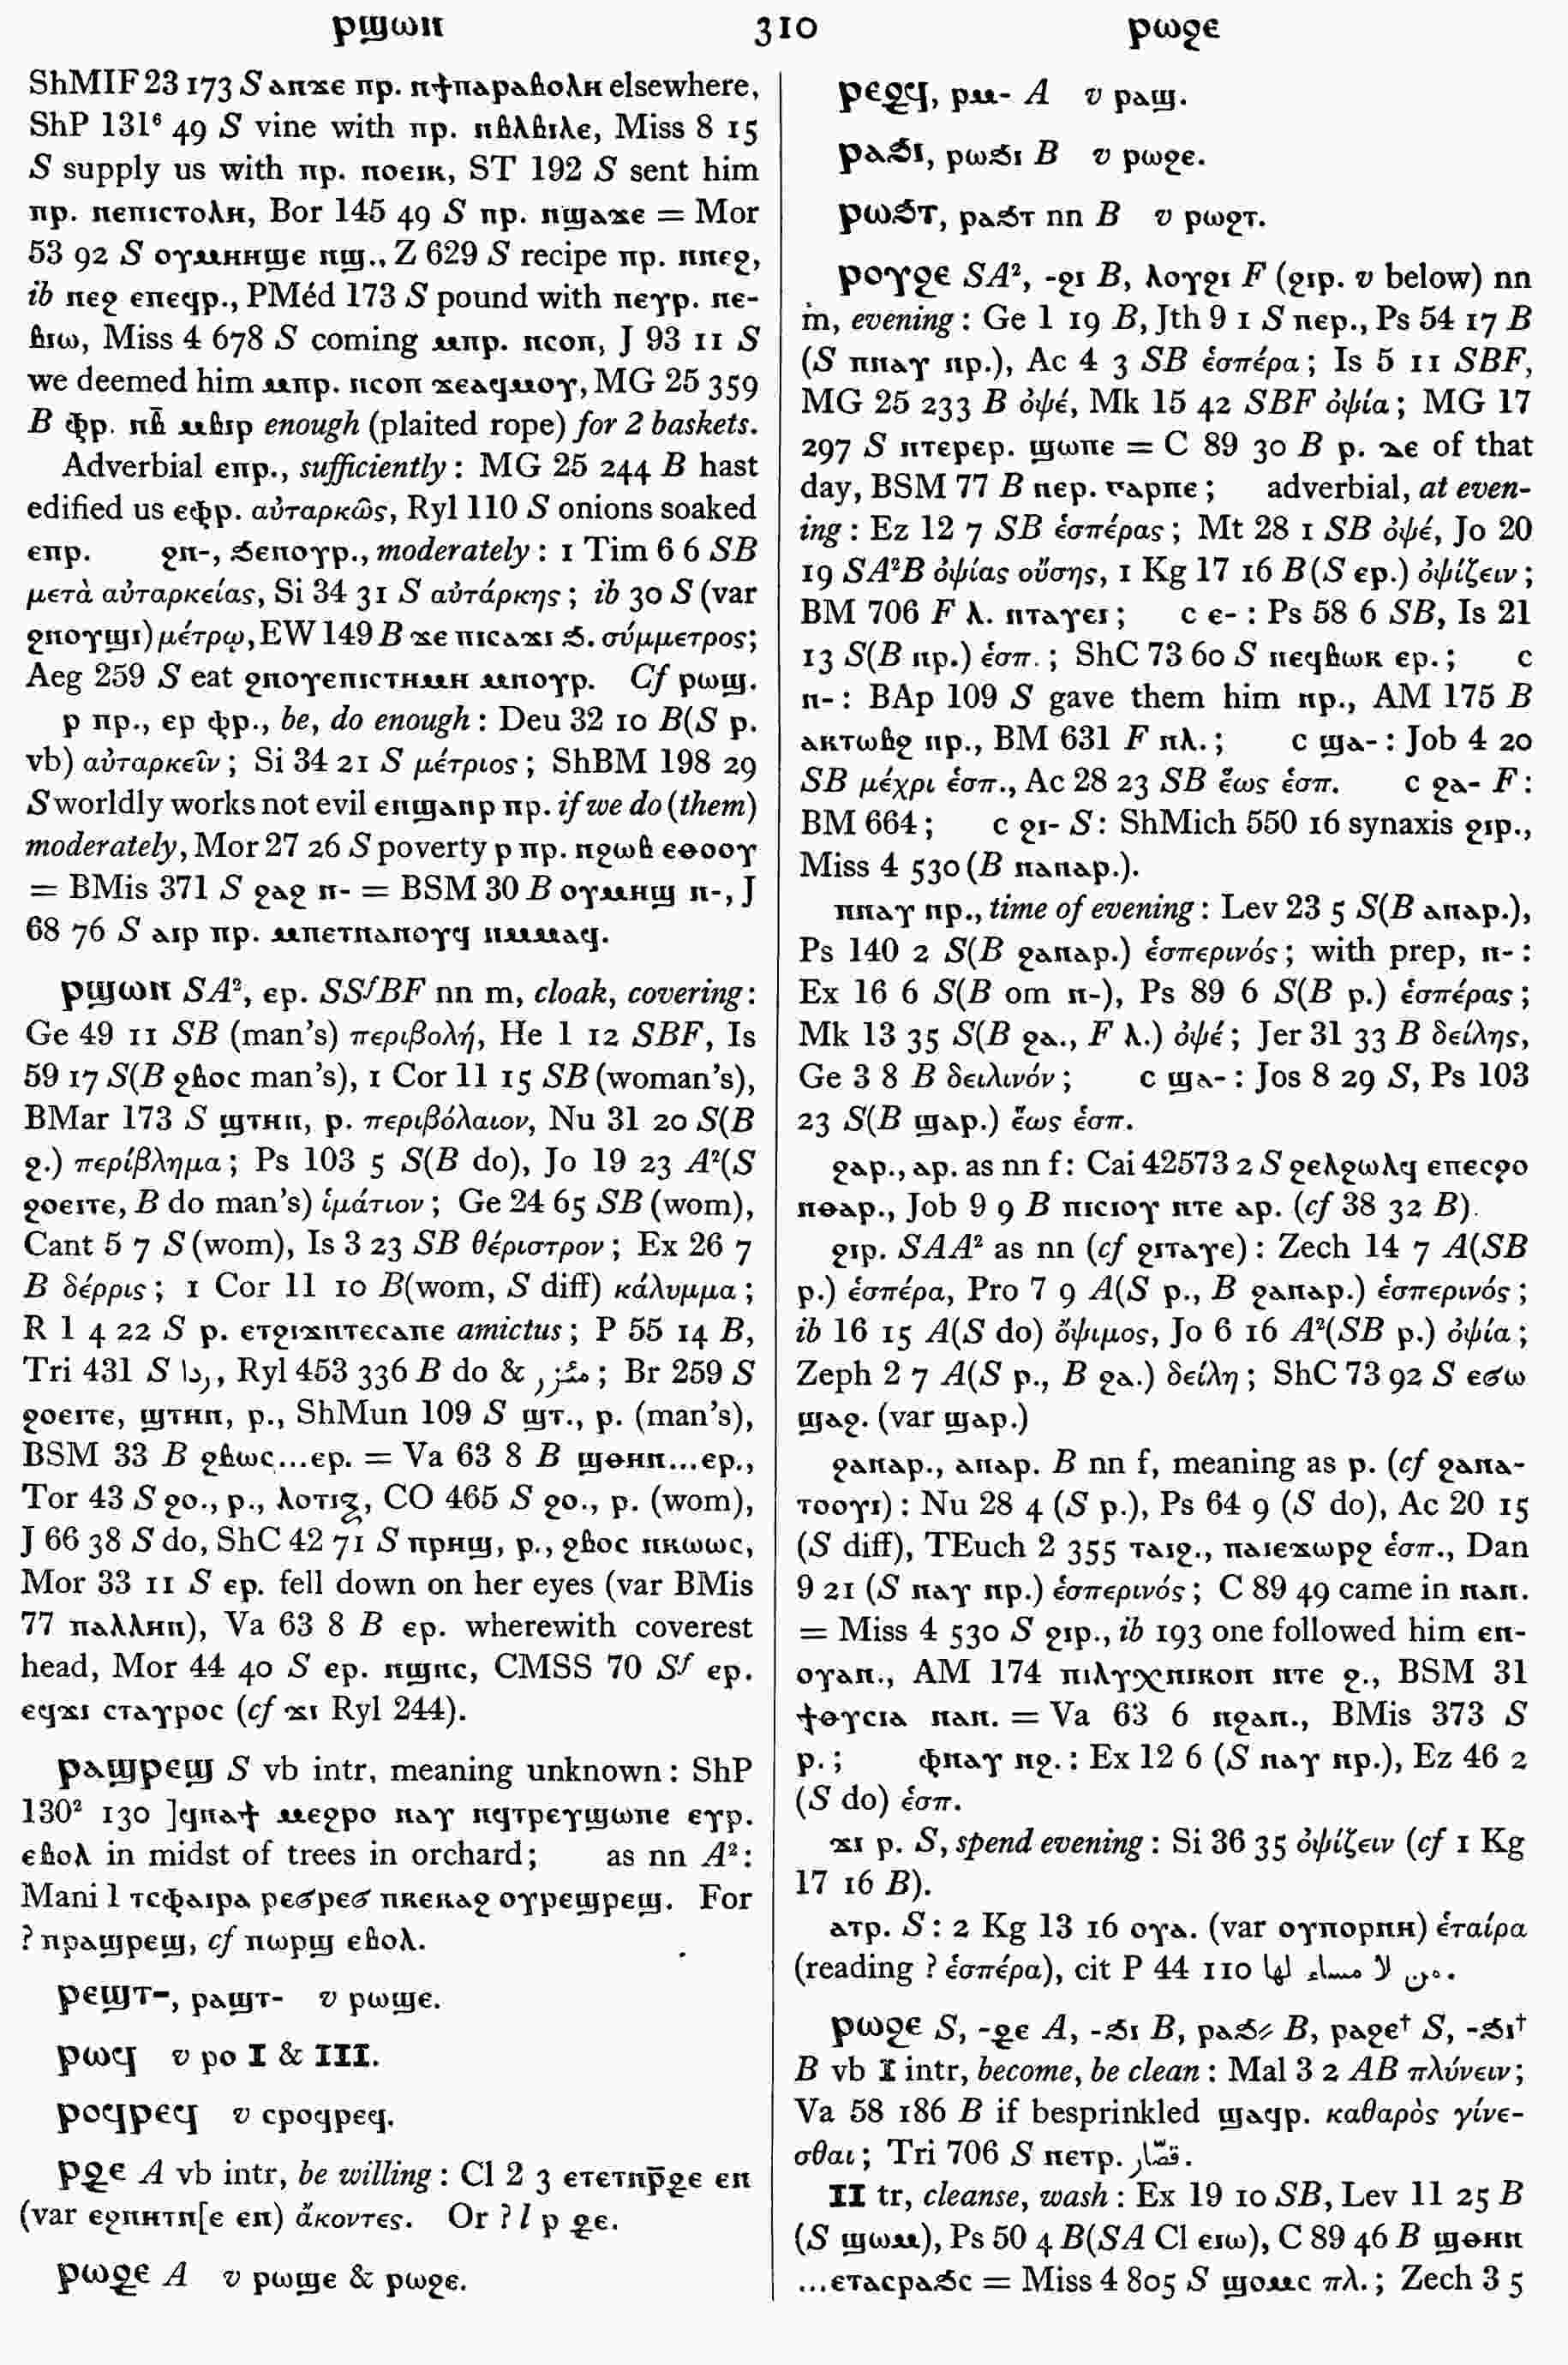 ⲣϣⲱⲛ 310 ⲣⲱϩⲉ
ShMIF 23 173 S ⲁⲛϫⲉ ⲡⲣ. ⲛϯⲡⲁⲣⲁⲃⲟⲗⲏ elsewhere,
ShP 131⁶ 49 S vine with ⲡⲣ. ⲛⲃⲗⲃⲓⲗⲉ, Miss 8 15
S supply us with ⲡⲣ. ⲛⲟⲉⲓⲕ, ST 192 S sent him
ⲡⲣ. ⲛⲉⲡⲓⲥⲧⲟⲗⲏ, Bor 145 49 S ⲡⲣ. ⲛϣⲁϫⲉ = Mor
53 92 S ⲟⲩⲙⲏⲏϣⲉ ⲛϣ., Z 629 S recipe ⲡⲣ. ⲛⲛⲉϩ,
ib ⲛⲉϩ ⲉⲡⲉϥⲣ., PMéd 173 S pound with ⲡⲉⲩⲣ. ⲛⲉ-
ⲃⲓⲱ, Miss 4 678 S coming ⲙⲡⲣ. ⲛⲥⲟⲡ, J 93 11 S
we deemed him ⲙⲡⲣ. ⲛⲥⲟⲡ ϫⲉⲁϥⲙⲟⲩ, MG 25 359
B ⲫⲣ. ⲛⲃ̅ ⲙⲃⲓⲣ enough (plaited rope) for 2 baskets.
Adverbial ⲉⲡⲣ., sufficiently : MG 25 244 B hast
edified us ⲉⲫⲣ. αὐταρκῶς, Ryl 110 S onions soaked
ⲉⲡⲣ. ϩⲛ-, ϧⲉⲛⲟⲩⲣ., moderately : 1 Tim 6 6 SB
μετὰ αὐταρκείας, Si 34 31 S αὐτάρκης ; ib 30 S (var
ϩⲛⲟⲩϣⲓ) μέτρῳ, EW 149 B ϫⲉ ⲡⲓⲥⲁϫⲓ ϧ. σύμμετρος;
Aeg 259 S eat ϩⲛⲟⲩⲉⲡⲓⲥⲧⲏⲙⲏ ⲙⲛⲟⲩⲣ. Cf ⲣⲱϣ.
ⲣ ⲡⲣ., ⲉⲣ ⲫⲣ., be, do enough : Deu 32 10 B(S ⲣ.
vb) αὐταρκεῖν ; Si 34 21 S μέτριος ; ShBM 198 29
S worldly works not evil ⲉⲛϣⲁⲛⲣ ⲡⲣ. if we do (them)
moderately, Mor 27 26 S poverty ⲣ ⲡⲣ. ⲛϩⲱⲃ ⲉⲑⲟⲟⲩ
= BMis 371 S ϩⲁϩ ⲛ- = BSM 30 B ⲟⲩⲙⲏϣ ⲛ-, J
68 76 S ⲁⲓⲣ ⲡⲣ. ⲙⲡⲉⲧⲛⲁⲛⲟⲩϥ ⲛⲙⲙⲁϥ.
ⲣϣⲱⲛ SA², ⲉⲣ. SSᶠBF nn m, cloak, covering :
Ge 49 11 SB (man's) περιβολή, He 1 12 SBF, Is
59 17 S(B ϩⲃⲟⲥ man's), 1 Cor 11 15 SB (woman's),
BMar 173 S ϣⲧⲏⲛ, ⲣ. περιβόλαιον, Nu 31 20 S(B
ϩ.) περίβλημα ; Ps 103 5 S(B do), Jo 19 23 A²(S
ϩⲟⲉⲓⲧⲉ, B do man's) ἱμάτιον ; Ge 24 65 SB (wom),
Cant 5 7 S (wom), Is 3 23 SB θέριστρον ; Ex 26 7
B δέρρις ; 1 Cor 11 10 B(wom, S diff) κάλυμμα ;
R 1 4 22 S ⲣ. ⲉⲧϩⲓϫⲛⲧⲉⲥⲁⲡⲉ amictus ; P 55 14 B,
Tri 431 S ردا, Ryl 453 336 B do & مئزر ; Br 259 S
ϩⲟⲉⲓⲧⲉ, ϣⲧⲏⲛ, ⲣ., ShMun 109 S ϣⲧ., ⲣ. (man's),
BSM 33 B ϩⲃⲱⲥ...ⲉⲣ. = Va 63 8 B ϣⲑⲏⲛ...ⲉⲣ.,
Tor 43 S ϩⲟ., ⲣ., ⲗⲟⲧⲓⲝ, CO 465 S ϩⲟ., ⲣ. (wom),
J 66 38 S do, ShC 42 71 S ⲡⲣⲏϣ, ⲣ., ϩⲃⲟⲥ ⲛⲕⲱⲱⲥ,
Mor 33 11 S ⲉⲣ. fell down on her eyes (var BMis
77 ⲡⲁⲗⲗⲏⲛ), Va 63 8 B ⲉⲣ. wherewith coverest
head, Mor 44 40 S ⲉⲣ. ⲛϣⲛⲥ, CMSS 70 Sᶠ ⲉⲣ.
ⲉϥϫⲓ ⲥⲧⲁⲩⲣⲟⲥ (cf ϫⲓ Ryl 244).
ⲣⲁϣⲣⲉϣ S vb intr, meaning unknown : ShP
130² 130 ]ϥⲛⲁϯ ⲙⲉϩⲣⲟ ⲛⲁⲩ ⲛϥⲧⲣⲉⲩϣⲱⲡⲉ ⲉⲩⲣ.
ⲉⲃⲟⲗ in midst of trees in orchard ; as nn A² :
Mani 1 ⲧⲥⲫⲁⲓⲣⲁ ⲣⲉϭⲣⲉϭ ⲛⲕⲉⲕⲁϩ ⲟⲩⲣⲉϣⲣⲉϣ. For
? ⲡⲣⲁϣⲣⲉϣ, cf ⲡⲱⲣϣ ⲉⲃⲟⲗ.
ⲣⲉϣⲧ-, ⲣⲁϣⲧ- v ⲣⲱϣⲉ.
ⲣⲱϥ v ⲣⲟ I & III.
ⲣⲟϥⲣⲉϥ v ⲥⲣⲟϥⲣⲉϥ.
ⲣϩⲉ A vb intr, be willing : Cl 2 3 ⲉⲧⲉⲧⲛⲣ̅ϩⲉ ⲉⲛ
(var ⲉϩⲛⲏⲧⲛ[ⲉ ⲉⲛ) ἄκοντες. Or ? l ⲣ ϩⲉ.
ⲣⲱϩⲉ A v ⲣⲱϣⲉ & ⲣⲱϩⲉ.
ⲣⲉϩϥ, ⲣⲙ- A v ⲣⲁϣ.
ⲣⲁϧⲓ, ⲣⲱϧⲓ B v ⲣⲱϩⲉ.
ⲣⲱϧⲧ, ⲣⲁϧⲧ nn B v ⲣⲱϩⲧ.
ⲣⲟⲩϩⲉ SA², -ϩⲓ B, ⲗⲟⲩϩⲓ F (ϩⲓⲣ. v below) nn
m, evening : Ge 1 19 B, Jth 9 1 S ⲡⲉⲣ., Ps 54 17 B
(S ⲡⲛⲁⲩ ⲛⲣ.), Ac 4 3 SB ἑσπέρα ; Is 5 11 SBF,
MG 25 233 B ὀψέ, Mk 15 42 SBF ὀψία ; MG 17
297 S ⲛⲧⲉⲣⲉⲣ. ϣⲱⲡⲉ = C 89 30 B ⲣ. ⲇⲉ of that
day, BSM 77 B ⲡⲉⲣ. ⲅⲁⲣⲡⲉ ; adverbial, at even-
ing : Ez 12 7 SB ἑσπέρας ; Mt 28 1 SB ὀψέ, Jo 20
19 SA²B ὀψίας οὔσης, 1 Kg 17 16 B (S ⲉⲣ.) ὀψίζειν ;
BM 706 F ⲗ. ⲛⲧⲁⲩⲉⲓ ; c ⲉ- : Ps 58 6 SB, Is 21
13 S(B ⲛⲣ.) ἑσπ. ; ShC 73 60 S ⲛⲉϥⲃⲱⲕ ⲉⲣ. ; c
ⲛ- : BAp 109 S gave them him ⲛⲣ., AM 175 B
ⲁⲕⲧⲱⲃϩ ⲛⲣ., BM 631 F ⲛⲗ. ; c ϣⲁ- : Job 4 20
SB μέχρι ἑσπ., Ac 28 23 SB ἕως ἑσπ. c ϩⲁ- F :
BM 664 ; c ϩⲓ- S : ShMich 550 16 synaxis ϩⲓⲣ.,
Miss 4 530 (B ⲛⲁⲛⲁⲣ.).
ⲡⲛⲁⲩ ⲛⲣ., time of evening : Lev 23 5 S(B ⲁⲛⲁⲣ.),
Ps 140 2 S(B ϩⲁⲛⲁⲣ.) ἑσπερινός ; with prep, ⲛ- :
Ex 16 6 S(B om ⲛ-), Ps 89 6 S(B ⲣ.) ἑσπέρας ;
Mk 13 35 S(B ϩⲁ., F ⲗ.) ὀψέ ; Jer 31 33 B δείλης,
Ge 3 8 B δειλινόν ; c ϣⲁ- : Jos 8 29 S, Ps 103
23 S(B ϣⲁⲣ.) ἕως ἑσπ.
ϩⲁⲣ., ⲁⲣ. as nn f : Cai 42573 2 S ϩⲉⲗϩⲱⲗϥ ⲉⲡⲉⲥϩⲟ
ⲛⲑⲁⲣ., Job 9 9 B ⲡⲓⲥⲓⲟⲩ ⲛⲧⲉ ⲁⲣ. (cf 38 32 B).
ϩⲓⲣ. SAA² as nn (cf ϩⲓⲧⲁⲩⲉ) : Zech 14 7 A(SB
ⲣ.) ἑσπέρα, Pro 7 9 A(S ⲣ., B ϩⲁⲛⲁⲣ.) ἑσπερινός ;
ib 16 15 A(S do) ὄψιμος, Jo 6 16 A²(SB ⲣ.) ὀψία ;
Zeph 2 7 A(S ⲣ., B ϩⲁ.) δείλη ; ShC 73 92 S ⲉϭⲱ
ϣⲁϩ. (var ϣⲁⲣ.)
ϩⲁⲛⲁⲣ., ⲁⲛⲁⲣ. B nn f, meaning as ⲣ. (cf ϩⲁⲛⲁ-
ⲧⲟⲟⲩⲓ) : Nu 28 4 (S ⲣ.), Ps 64 9 (S do), Ac 20 15
(S diff), TEuch 2 355 ⲧⲁⲓϩ., ⲡⲁⲓⲉϫⲱⲣϩ ἑσπ., Dan
9 21 (S ⲛⲁⲩ ⲛⲣ.) ἑσπερινός ; C 89 49 came in ⲛⲁⲛ.
= Miss 4 530 S ϩⲓⲣ., ib 193 one followed him ⲉⲛ-
ⲟⲩⲁⲛ., AM 174 ⲡⲓⲗⲩⲭⲛⲓⲕⲟⲛ ⲛⲧⲉ ϩ., BSM 31
ϯⲑⲩⲥⲓⲁ ⲛⲁⲛ. = Va 63 6 ⲛϩⲁⲛ., BMis 373 S
ⲣ. ; ⲫⲛⲁⲩ ⲛϩ. : Ex 12 6 (S ⲛⲁⲩ ⲛⲣ.), Ez 46 2
(S do) ἑσπ.
ϫⲓ ⲣ. S, spend evening : Si 36 35 ὀψίζειν (cf 1 Kg
17 16 B).
ⲁⲧⲣ. S : 2 Kg 13 16 ⲟⲩⲁ. (var ⲟⲩⲡⲟⲣⲛⲏ) ἑταίρα
(reading ? ἑσπέρα), cit P 44 110 من لا مساء لها.
ⲣⲱϩⲉ S, -ϩⲉ A, -ϧⲓ B, ⲣⲁϧ⸗ B, ⲣⲁϩⲉ† S, -ϧⲓ†
B vb I intr, become, be clean : Mal 3 2 AB πλύνειν ;
Va 58 186 B if besprinkled ϣⲁϥⲣ. καθαρὸς γίνε-
σθαι ; Tri 706 S ⲡⲉⲧⲣ. قصّار.
II tr, cleanse, wash : Ex 19 10 SB, Lev 11 25 B
(S ϣⲱⲙ), Ps 50 4 B(SA Cl ⲉⲓⲱ), C 89 46 B ϣⲑⲏⲛ
...ⲉⲧⲁⲥⲣⲁϧⲥ = Miss 4 805 S ϣⲟⲙⲥ πλ. ; Zech 3 5